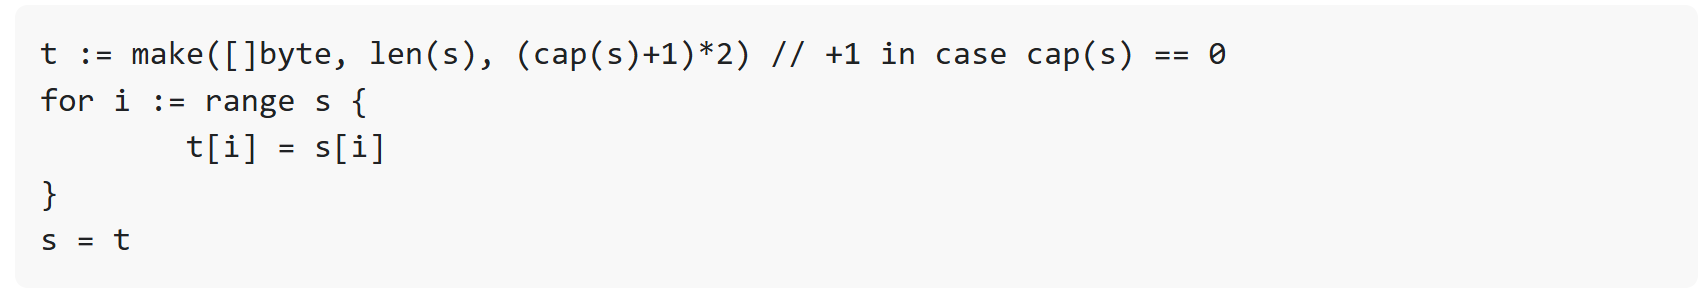 t := make([]byte, len(s), (cap(s)+1)*2) // +1 in case cap(s) == 0
for i := range s {
        t[i] = s[i]
}
s = t